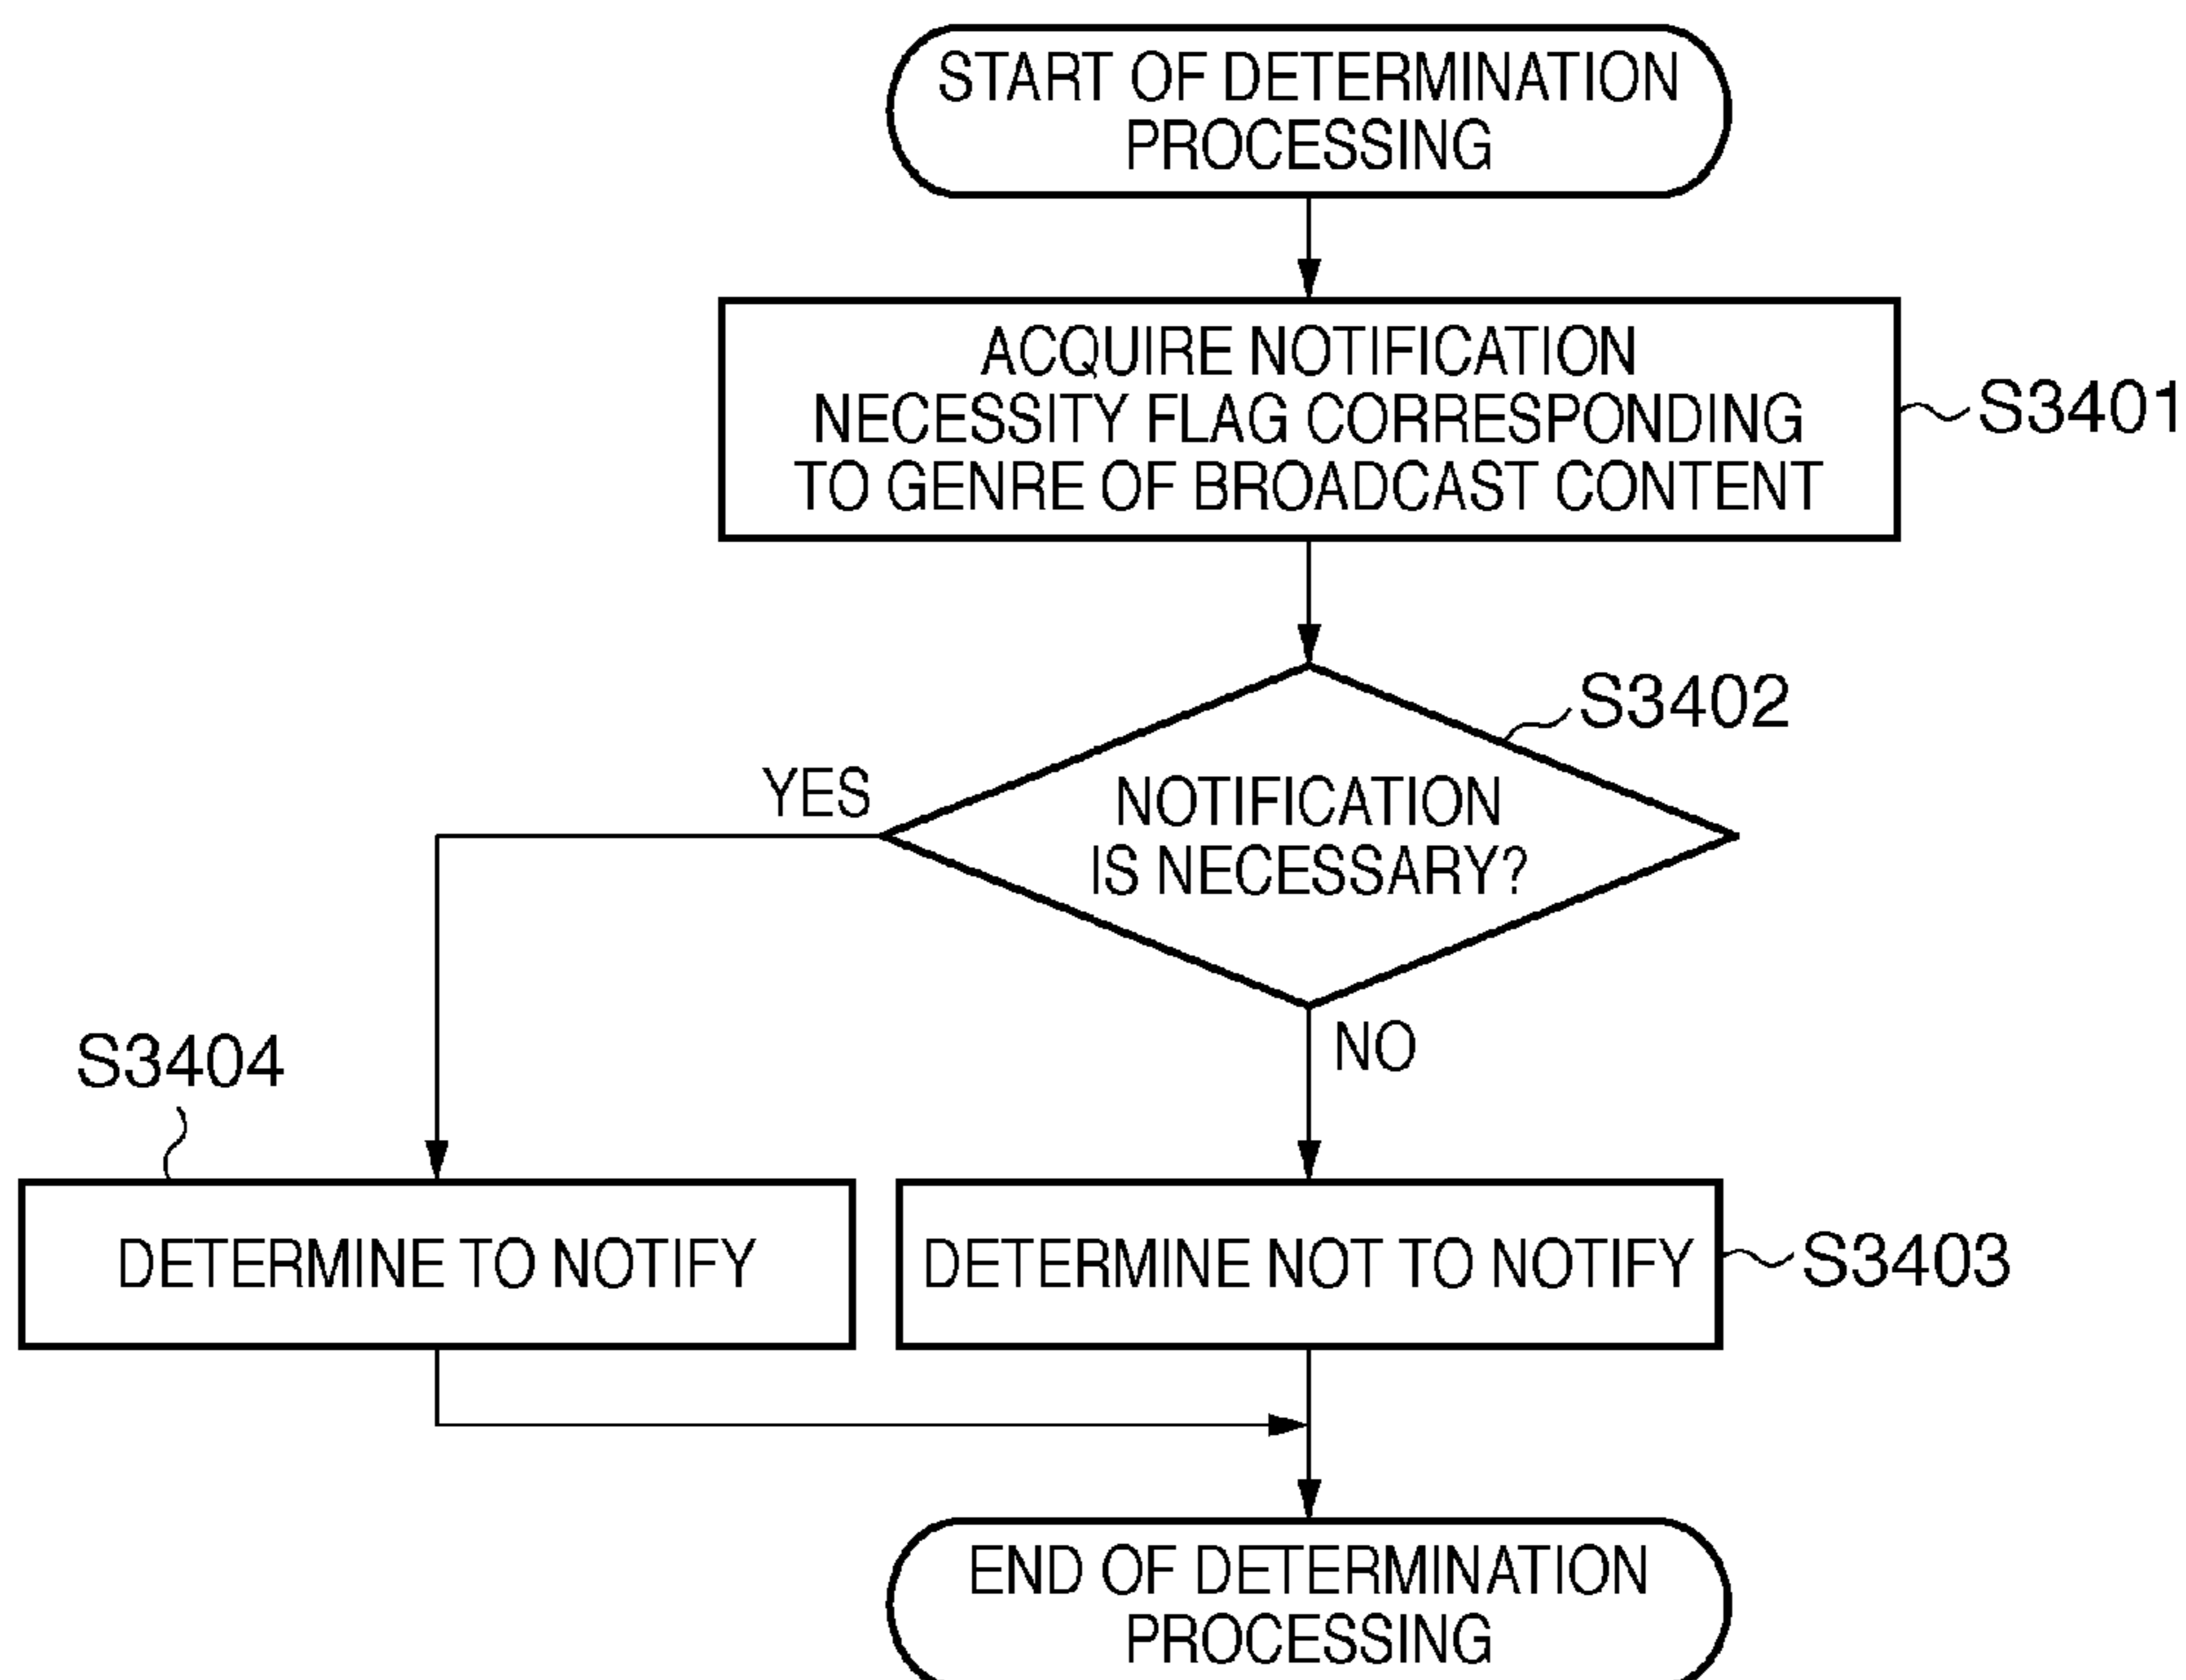 START OF DETERMINATION
PROCESSING
ACQUIRE NOTIFICATION
NECESSITY FLAG CORRESPONDING
TO GENRE OF BROADCAST CONTENT
S3401
S3402
NOTIFICATION
IS NECESSARY?
YES
NO
S3404
DETERMINE TO NOTIFY
DETERMINE NOT TO NOTIFY
S3403
END OF DETERMINATION
PROCESSING